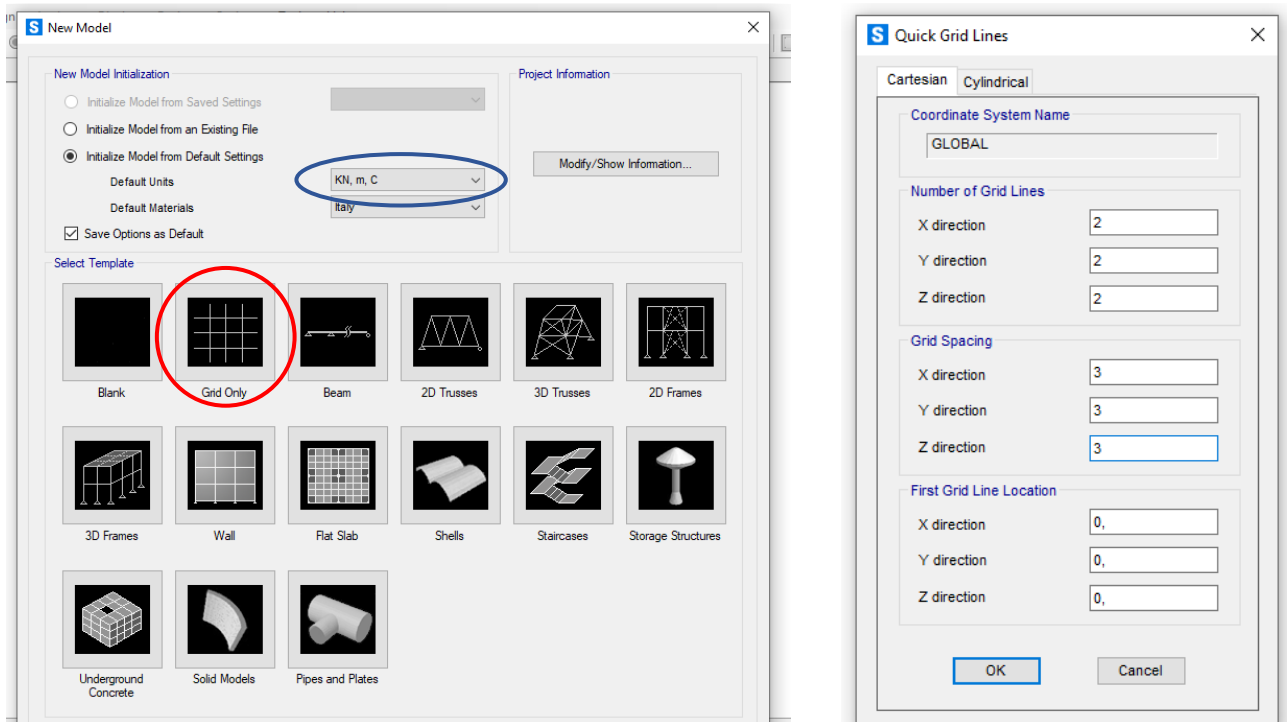 New Model
New Model Initialization
Project Information
Initialize Model from Saved Settings
Initialize Model from an Existing File
Initialize Model from Default Settings
Modify/Show Information...
Default Units
KN, m, C
Default Materials
Italy
Save Options as Default
Select Template
Blank
Grid Only
Beam
2D Trusses
3D Trusses
2D Frames
3D Frames
Wall
Flat Slab
Shells
Staircases
Storage Structures
Underground
Concrete
Solid Models
Pipes and Plates
S Quick Grid Lines
Cartesian
Cylindrical
Coordinate System Name
GLOBAL
Number of Grid Lines
X direction 2
Y direction 2
Z direction 2
Grid Spacing
X direction 3
Y direction 3
Z direction 3
First Grid Line Location
X direction 0,
Y direction 0,
Z direction 0,
OK
Cancel